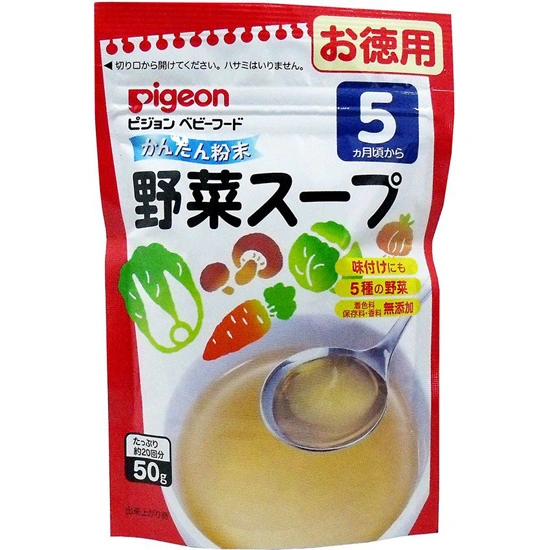 お徳用
◀切り口から開けてください。ハサミはいりません。
Pigeon
ピジョン ベビーフード
5
ヵ月頃から
かんたん粉末
野菜スープ
味付けにも
5種の野菜
着色料
保存料・香料
無添加
たっぷり
約20回分
50g
出来上がり例